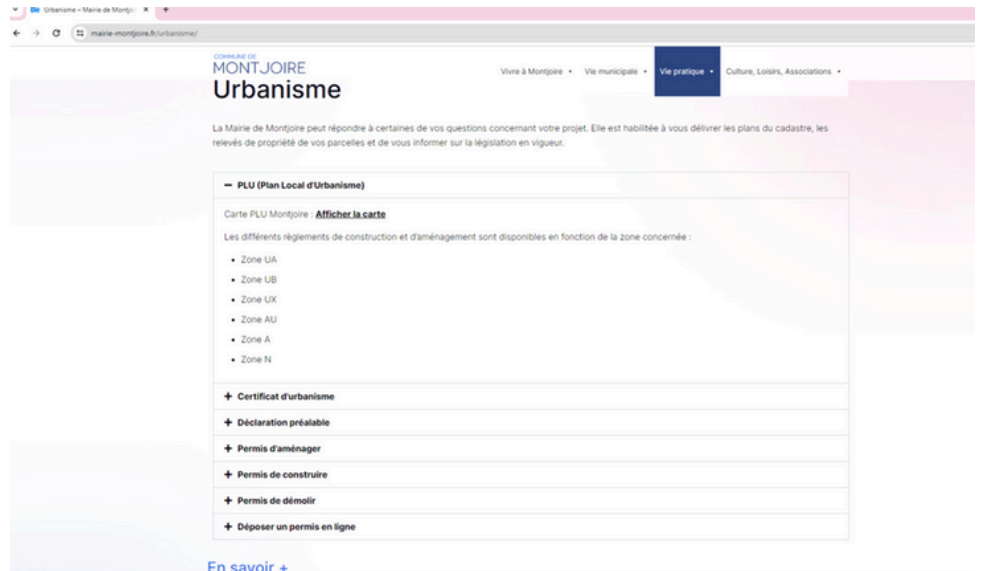 Urbanisme – Mairie de Montjo
mairie-montjoire.fr/urbanisme/
COMMUNE DE
MONTJOIRE
Vivre à Montjoire Vie municipale Vie pratique Culture, Loisirs, Associations
Urbanisme
La Mairie de Montjoire peut répondre à certaines de vos questions concernant votre projet. Elle est habilitée à vous délivrer les plans du cadastre, les
relevés de propriété de vos parcelles et de vous informer sur la législation en vigueur.
− PLU (Plan Local d'Urbanisme)
Carte PLU Montjoire : Afficher la carte
Les différents règlements de construction et d'aménagement sont disponibles en fonction de la zone concernée :
• Zone UA
• Zone UB
• Zone UX
• Zone AU
• Zone A
• Zone N
+ Certificat d'urbanisme
+ Déclaration préalable
+ Permis d'aménager
+ Permis de construire
+ Permis de démolir
+ Déposer un permis en ligne
En savoir +